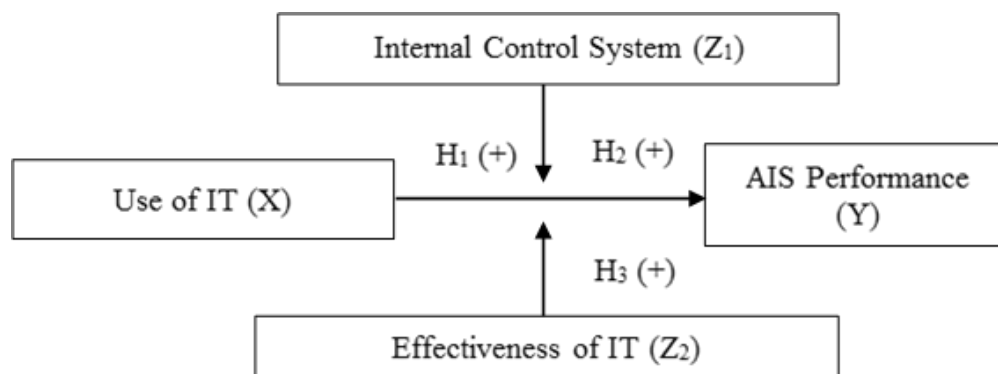 Internal Control System (Z₁)
H₁ (+)
H₂ (+)
Use of IT (X)
AIS Performance
(Y)
H₃ (+)
Effectiveness of IT (Z₂)